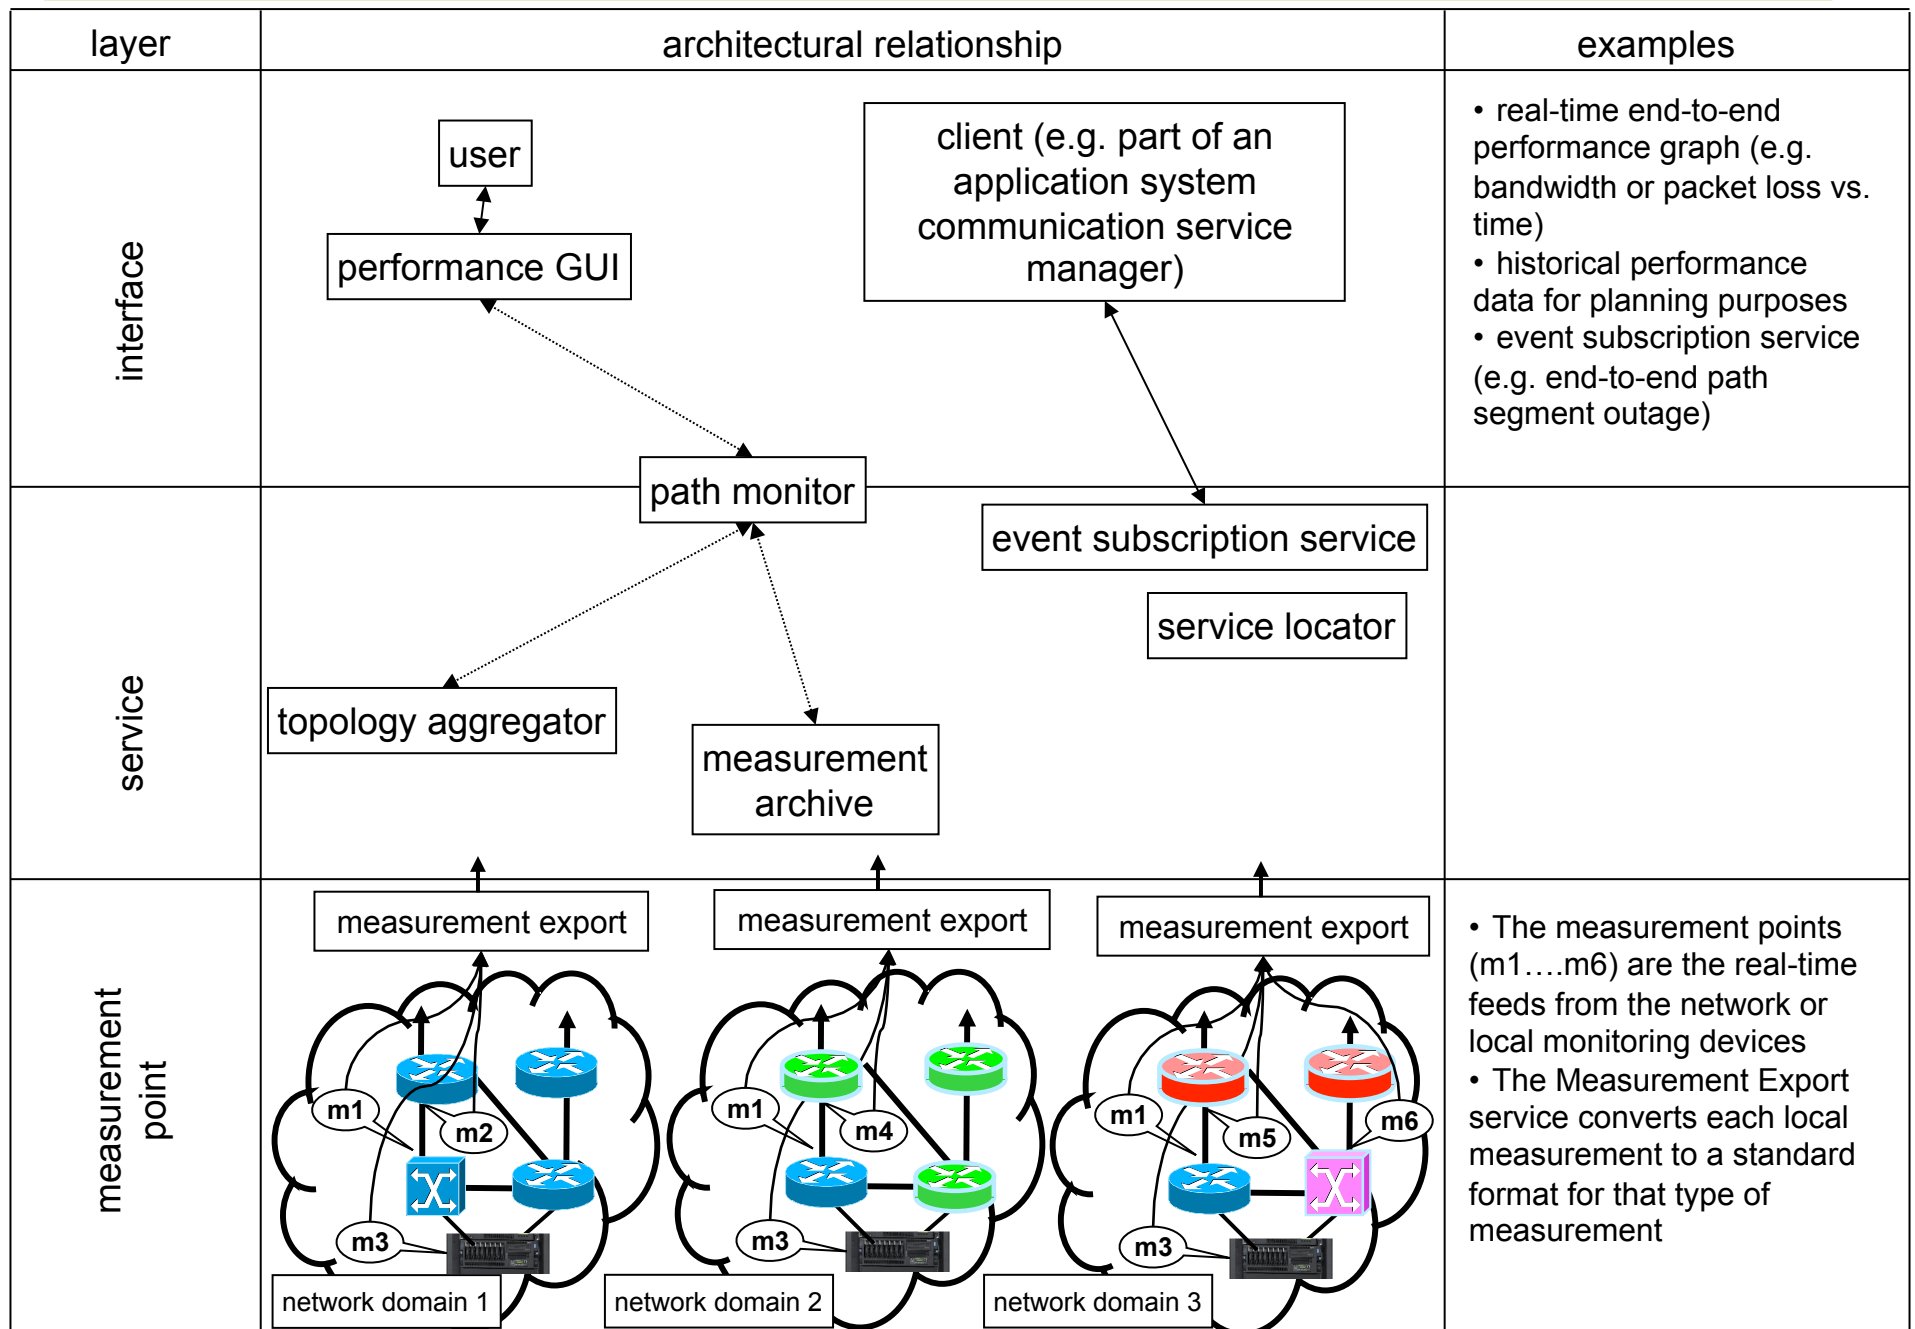 layer
architectural relationship
examples
interface
user
performance GUI
client (e.g. part of an
application system
communication service
manager)
• real-time end-to-end
performance graph (e.g.
bandwidth or packet loss vs.
time)
• historical performance
data for planning purposes
• event subscription service
(e.g. end-to-end path
segment outage)
path monitor
service
event subscription service
service locator
topology aggregator
measurement
archive
measurement
point
measurement export
measurement export
measurement export
m1
m2
m3
network domain 1
m1
m4
m3
network domain 2
m1
m5
m6
m3
network domain 3
• The measurement points
(m1….m6) are the real-time
feeds from the network or
local monitoring devices
• The Measurement Export
service converts each local
measurement to a standard
format for that type of
measurement